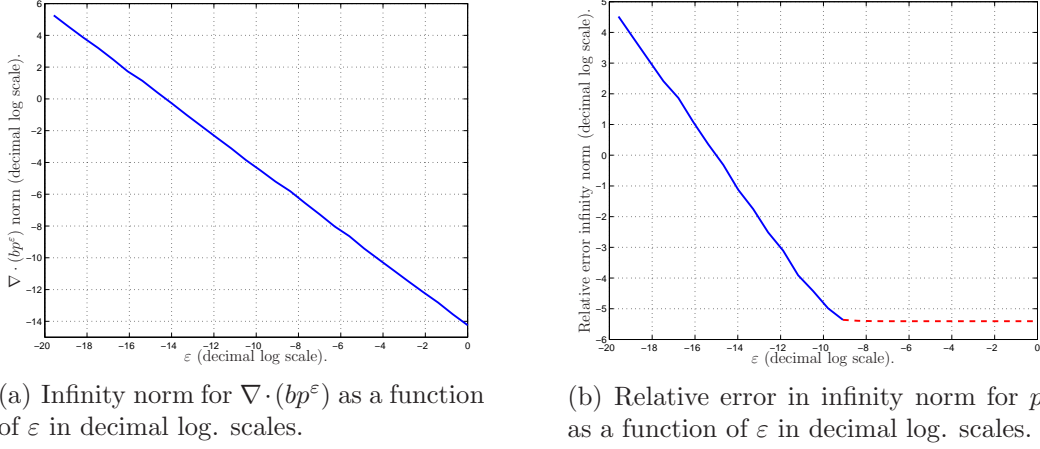 6
4
2
0
−2
−4
−6
−8
−10
−12
−14
−20 −18 −16 −14 −12 −10 −8 −6 −4 −2 0
∇ · (bp^ε) norm (decimal log scale).
ε (decimal log scale).
5
4
3
2
1
0
−1
−2
−3
−4
−5
−6
−20 −18 −16 −14 −12 −10 −8 −6 −4 −2 0
Relative error infinity norm (decimal log scale).
ε (decimal log scale).
(a) Infinity norm for ∇·(bp^ε) as a function
of ε in decimal log. scales.
(b) Relative error in infinity norm for p
as a function of ε in decimal log. scales.